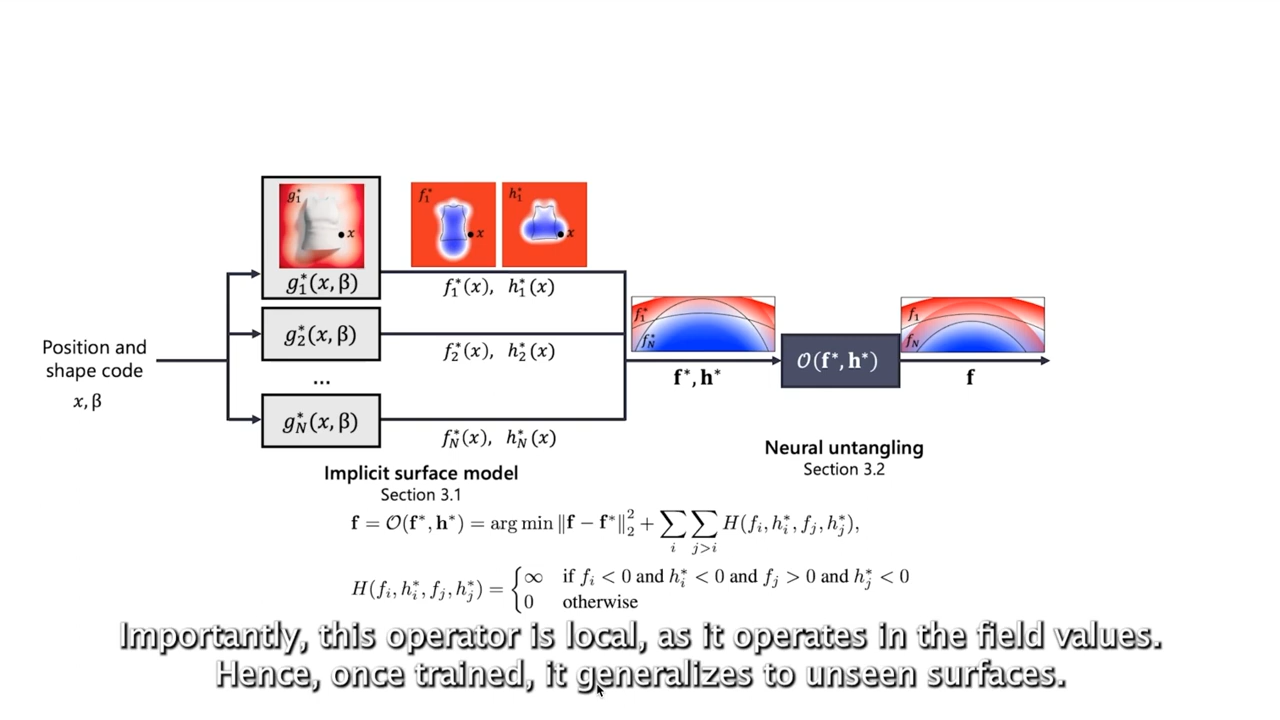 g₁*
x
g₁*(x, β)
f₁*
x
h₁*
x
f₁*(x), h₁*(x)
g₂*(x, β)
f₂*(x), h₂*(x)
...
g_N*(x, β)
f_N*(x), h_N*(x)
Position and
shape code
x, β
Implicit surface model
Section 3.1
f₁*
f_N*
f*, h*
O(f*, h*)
f₁
f_N
f
Neural untangling
Section 3.2
f = O(f*, h*) = arg min ‖f − f*‖₂² + ∑_i ∑_{j>i} H(f_i, h_i*, f_j, h_j*),
H(f_i, h_i*, f_j, h_j*) = { ∞ if f_i < 0 and h_i* < 0 and f_j > 0 and h_j* < 0
0 otherwise
Importantly, this operator is local, as it operates in the field values.
Hence, once trained, it generalizes to unseen surfaces.